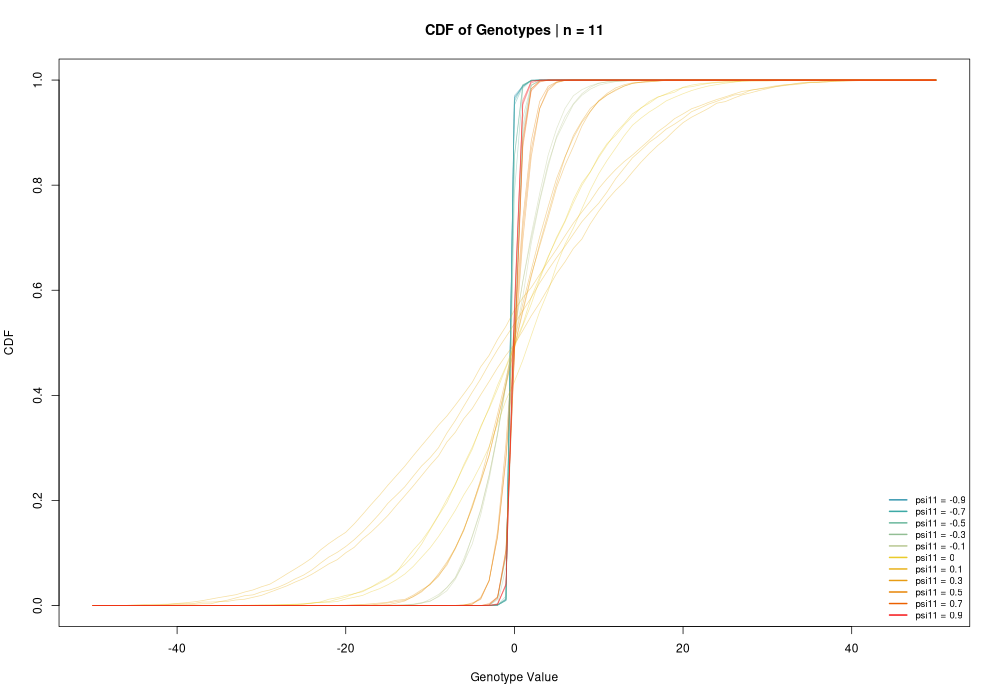 CDF of Genotypes | n = 11
CDF
1.0
0.8
0.6
0.4
0.2
0.0
psi11 = -0.9
psi11 = -0.7
psi11 = -0.5
psi11 = -0.3
psi11 = -0.1
psi11 = 0
psi11 = 0.1
psi11 = 0.3
psi11 = 0.5
psi11 = 0.7
psi11 = 0.9
-40 -20 0 20 40
Genotype Value